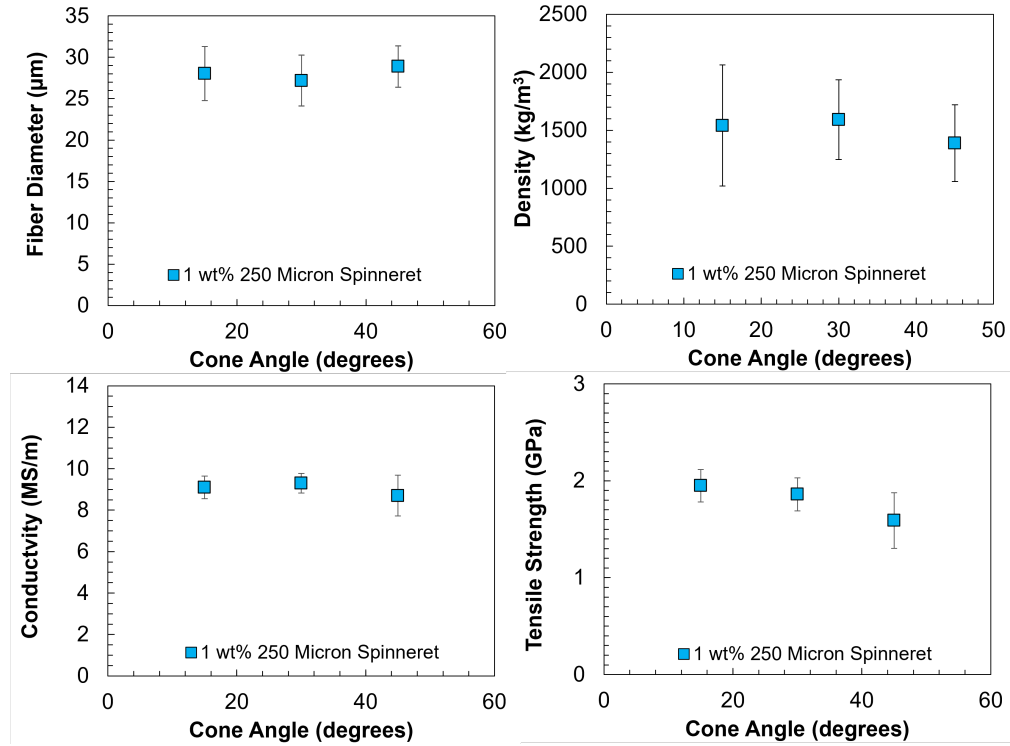 Fiber Diameter (µm)
35
30
25
20
15
10
5
0
1 wt% 250 Micron Spinneret
0 20 40 60
Cone Angle (degrees)
Density (kg/m³)
2500
2000
1500
1000
500
0
1 wt% 250 Micron Spinneret
0 10 20 30 40 50
Cone Angle (degrees)
Conductvity (MS/m)
14
12
10
8
6
4
2
0
1 wt% 250 Micron Spinneret
0 20 40 60
Cone Angle (degrees)
Tensile Strength (GPa)
3
2
1
0
1 wt% 250 Micron Spinneret
0 20 40 60
Cone Angle (degrees)